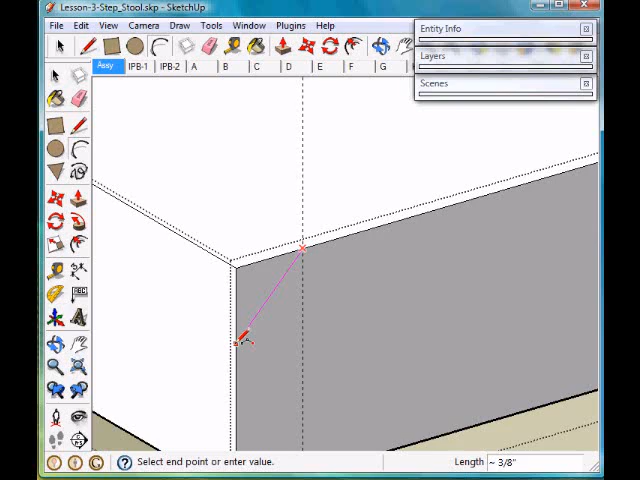 Lesson-3-Step_Stool.skp - SketchUp
File Edit View Camera Draw Tools Window Plugins Help
Entity Info
Layers
Scenes
Assy IPB-1 IPB-2 A B C D E F G
ABC
Select end point or enter value.
Length ~ 3/8"